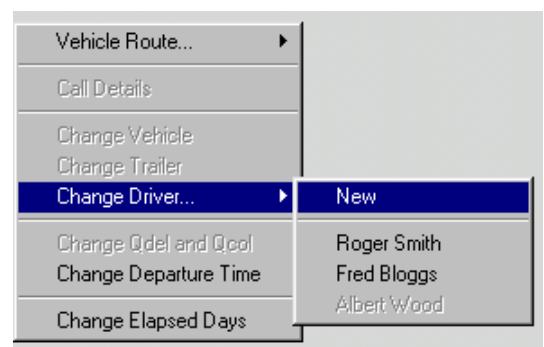 Vehicle Route...
Call Details
Change Vehicle
Change Trailer
Change Driver...
New
Change Qdel and Qcol
Roger Smith
Change Departure Time
Fred Bloggs
Albert Wood
Change Elapsed Days